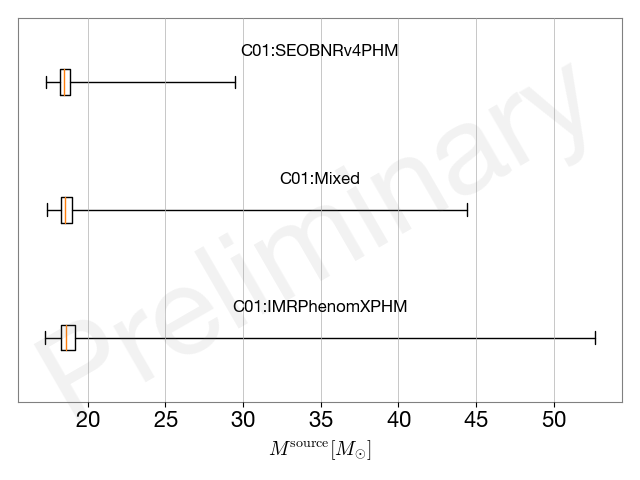 C01:SEOBNRv4PHM
C01:Mixed
C01:IMRPhenomXPHM
Preliminary
20 25 30 35 40 45 50
M^source [M_⊙]